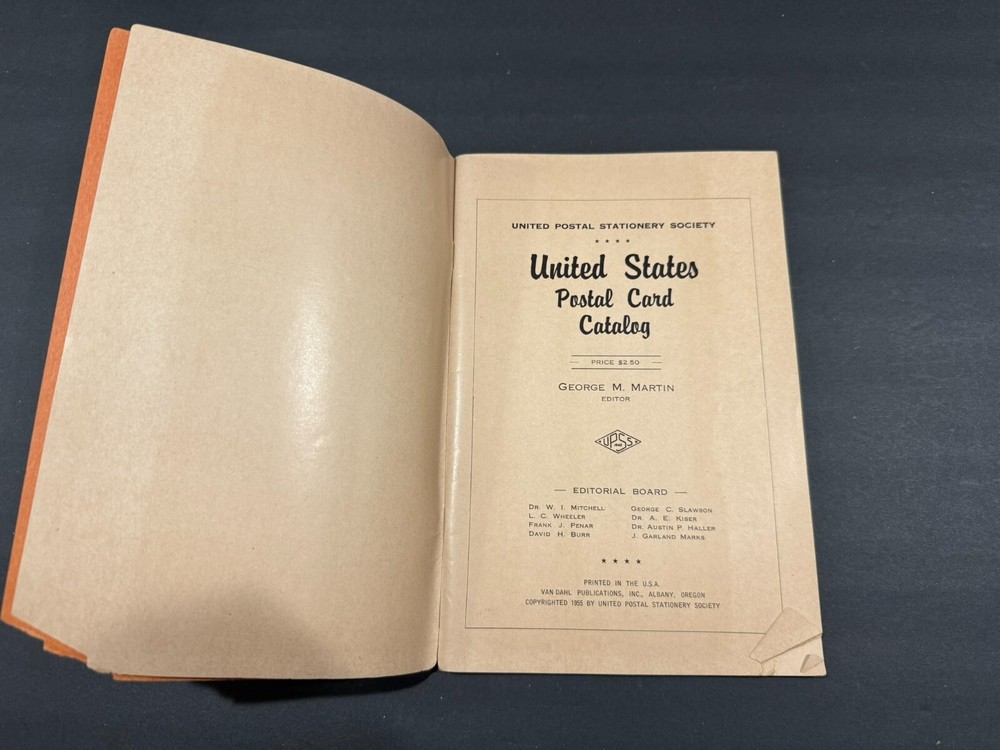 UNITED POSTAL STATIONERY SOCIETY
★ ★ ★ ★
United States
Postal Card
Catalog
— PRICE $2.50 —
GEORGE M. MARTIN
EDITOR
UPSS
— EDITORIAL BOARD —
DR. W. I. MITCHELL
L. C. WHEELER
FRANK J. PENAR
DAVID H. BURR
GEORGE C. SLAWSON
DR. A. E. KISER
DR. AUSTIN P. HALLER
J. GARLAND MARKS
★ ★ ★ ★
PRINTED IN THE U.S.A.
VAN DAHL PUBLICATIONS, INC., ALBANY, OREGON
COPYRIGHTED 1955 BY UNITED POSTAL STATIONERY SOCIETY